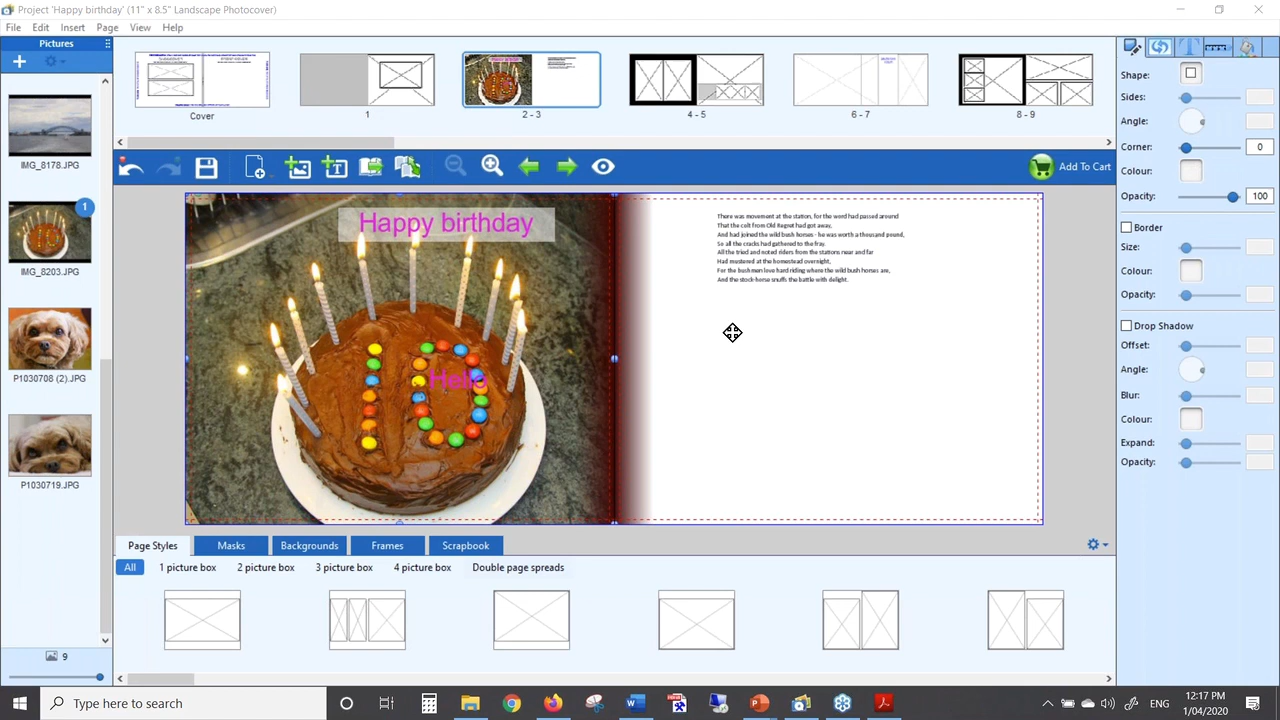 Project 'Happy birthday' (11" x 8.5" Landscape Photocover)
File Edit Insert Page View Help
Pictures
IMG_8178.JPG
1
IMG_8203.JPG
P1030708 (2).JPG
P1030719.JPG
9
Cover
1
2 - 3
4 - 5
6 - 7
8 - 9
Add To Cart
Happy birthday
Hello
There was movement at the station, for the word had passed around
That the colt from Old Regret had got away,
And had joined the wild bush horses - he was worth a thousand pound,
So all the cracks had gathered to the fray.
All the tried and noted riders from the stations near and far
Had mustered at the homestead overnight,
For the bushmen love hard riding where the wild bush horses are,
And the stock-horse snuffs the battle with delight.
Page Styles Masks Backgrounds Frames Scrapbook
All 1 picture box 2 picture box 3 picture box 4 picture box Double page spreads
Shape:
Sides:
Angle:
Corner: 0
Colour:
Opacity: 100
Border
Size:
Colour:
Opacity:
Drop Shadow
Offset:
Angle:
Blur:
Colour:
Expand:
Opacity:
Type here to search
ENG
12:17 PM
1/04/2020